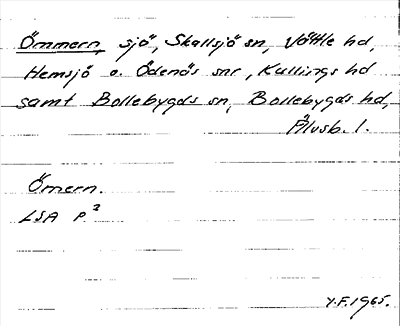 Ömmern, sjö, Skallsjö sn, Vättle hd,
Hemsjö o. Ödenäs snr, Kullings hd
samt Bollebygds sn, Bollebygds hd,
Älvsb. l.
Ömern.
LSA P 2
Y.F. 1965.